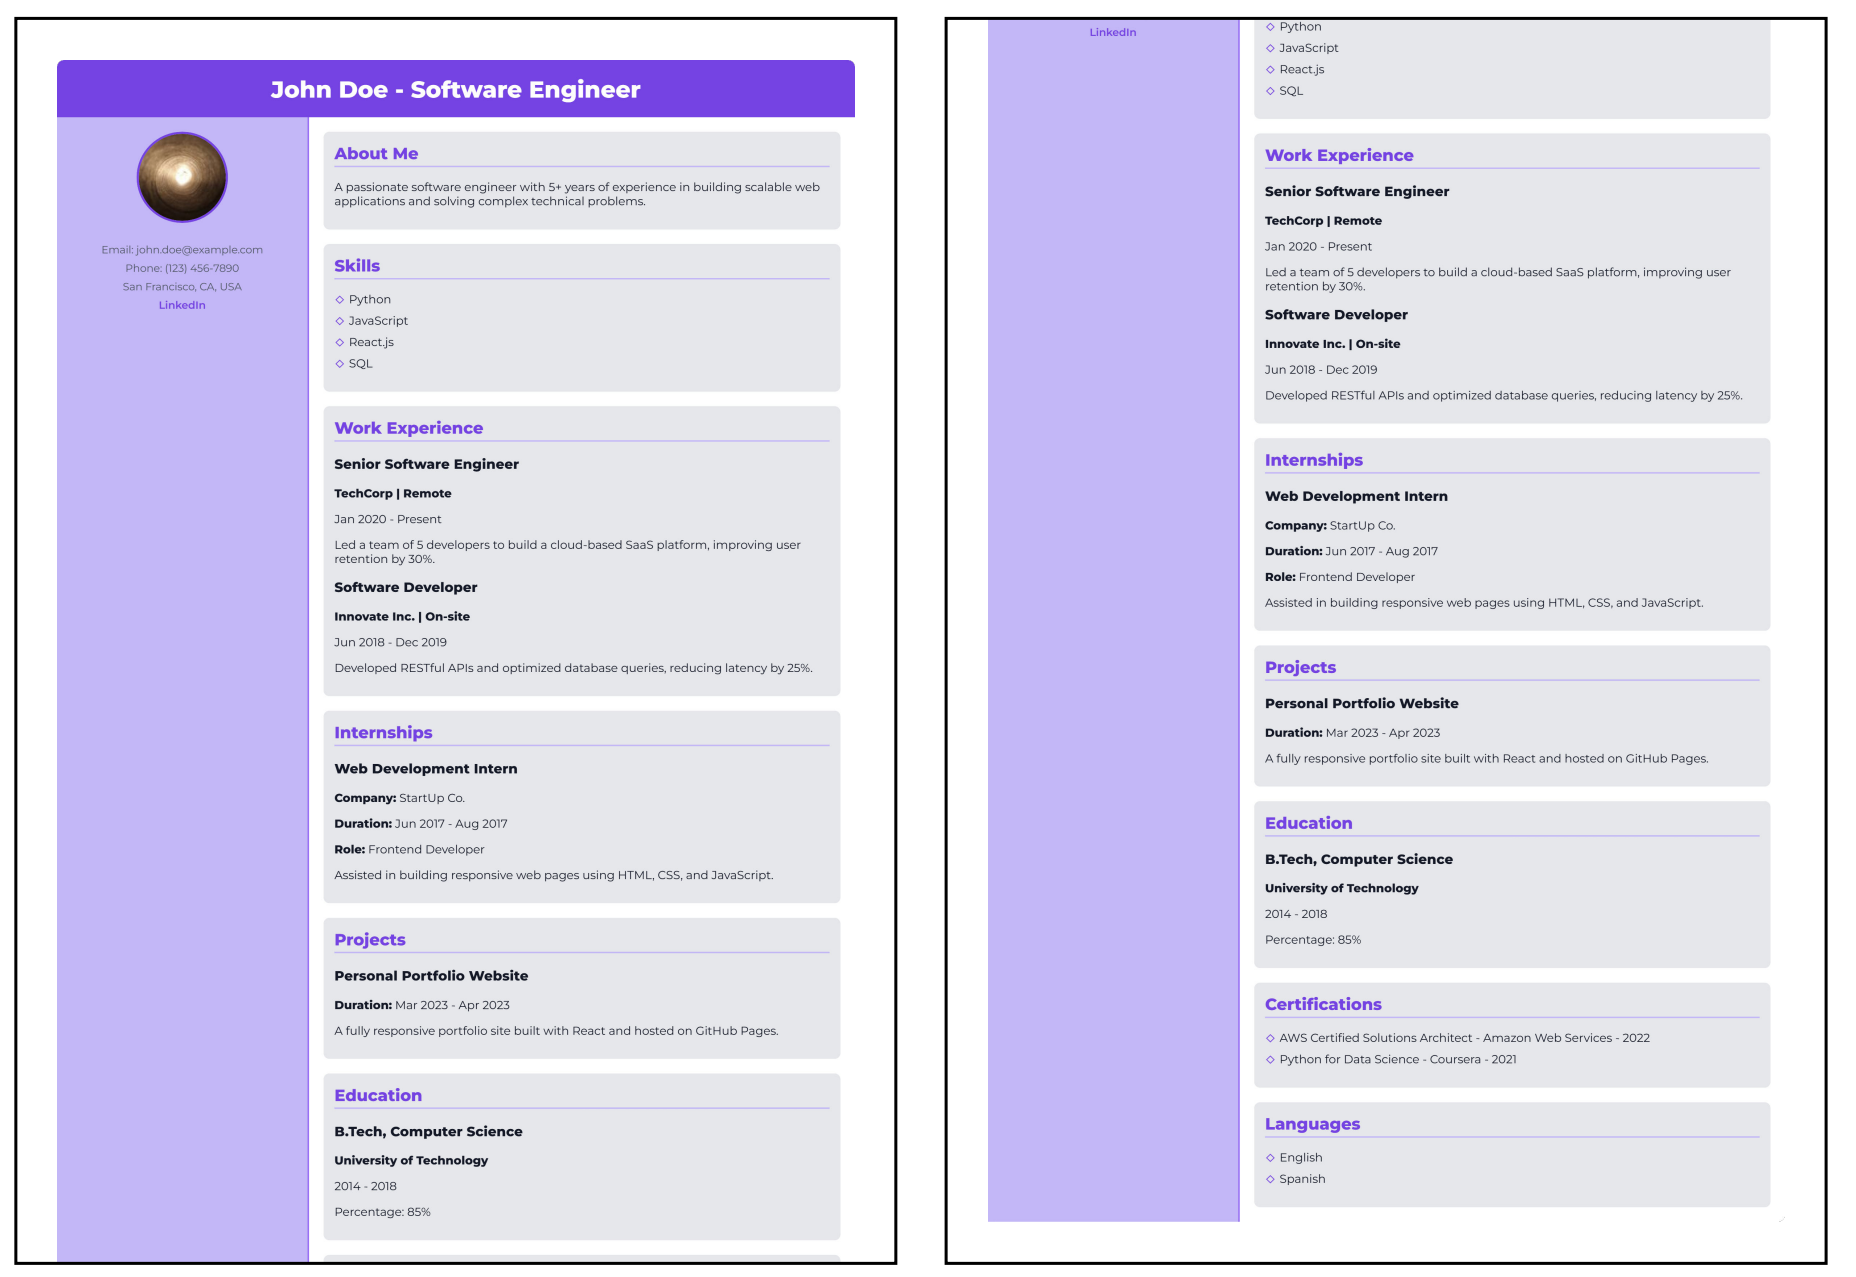 John Doe - Software Engineer
Email: john.doe@example.com
Phone: (123) 456-7890
San Francisco, CA, USA
LinkedIn
About Me
A passionate software engineer with 5+ years of experience in building scalable web
applications and solving complex technical problems.
Skills
Python
JavaScript
React.js
SQL
Work Experience
Senior Software Engineer
TechCorp | Remote
Jan 2020 - Present
Led a team of 5 developers to build a cloud-based SaaS platform, improving user
retention by 30%.
Software Developer
Innovate Inc. | On-site
Jun 2018 - Dec 2019
Developed RESTful APIs and optimized database queries, reducing latency by 25%.
Internships
Web Development Intern
Company: StartUp Co.
Duration: Jun 2017 - Aug 2017
Role: Frontend Developer
Assisted in building responsive web pages using HTML, CSS, and JavaScript.
Projects
Personal Portfolio Website
Duration: Mar 2023 - Apr 2023
A fully responsive portfolio site built with React and hosted on GitHub Pages.
Education
B.Tech, Computer Science
University of Technology
2014 - 2018
Percentage: 85%
LinkedIn
Python
JavaScript
React.js
SQL
Work Experience
Senior Software Engineer
TechCorp | Remote
Jan 2020 - Present
Led a team of 5 developers to build a cloud-based SaaS platform, improving user
retention by 30%.
Software Developer
Innovate Inc. | On-site
Jun 2018 - Dec 2019
Developed RESTful APIs and optimized database queries, reducing latency by 25%.
Internships
Web Development Intern
Company: StartUp Co.
Duration: Jun 2017 - Aug 2017
Role: Frontend Developer
Assisted in building responsive web pages using HTML, CSS, and JavaScript.
Projects
Personal Portfolio Website
Duration: Mar 2023 - Apr 2023
A fully responsive portfolio site built with React and hosted on GitHub Pages.
Education
B.Tech, Computer Science
University of Technology
2014 - 2018
Percentage: 85%
Certifications
AWS Certified Solutions Architect - Amazon Web Services - 2022
Python for Data Science - Coursera - 2021
Languages
English
Spanish